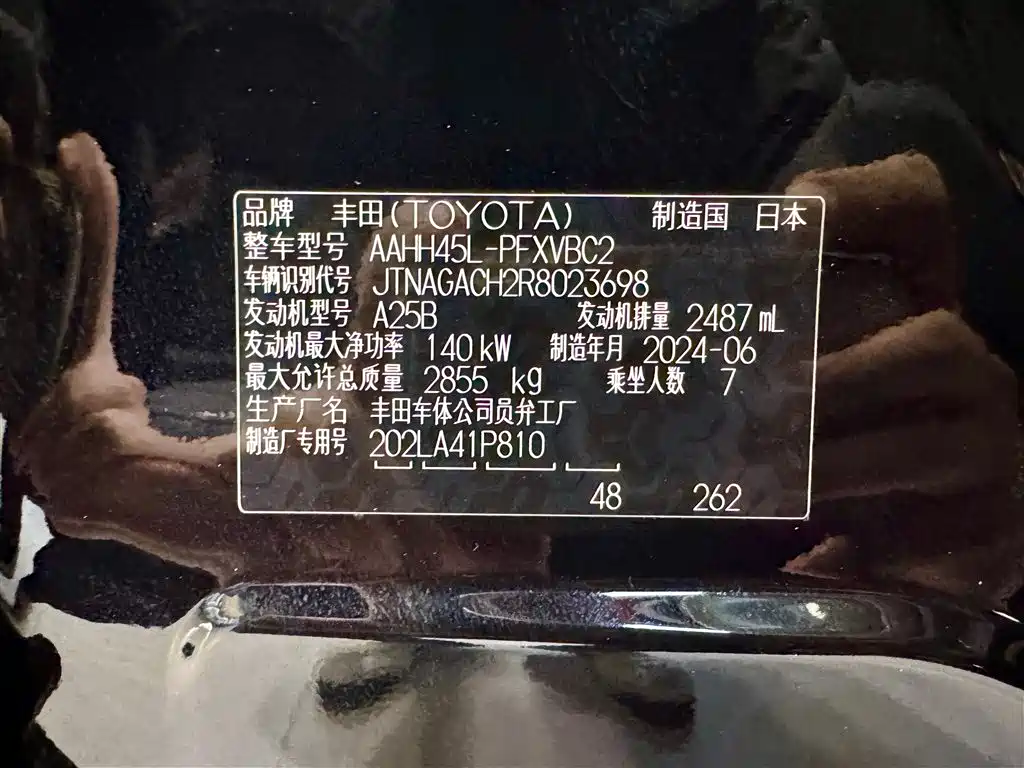 品牌 丰田(TOYOTA) 制造国 日本
整车型号 AAHH45L-PFXVBC2
车辆识别代号 JTNAGACH2R8023698
发动机型号 A25B 发动机排量 2487 mL
发动机最大净功率 140 kW 制造年月 2024-06
最大允许总质量 2855 kg 乘坐人数 7
生产厂名 丰田车体公司员弁工厂
制造厂专用号 202LA41P810
48 262